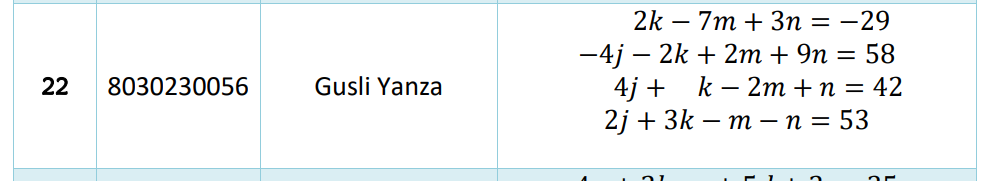 2k − 7m + 3n = −29
−4j − 2k + 2m + 9n = 58
22 8030230056 Gusli Yanza 4j + k − 2m + n = 42
2j + 3k − m − n = 53